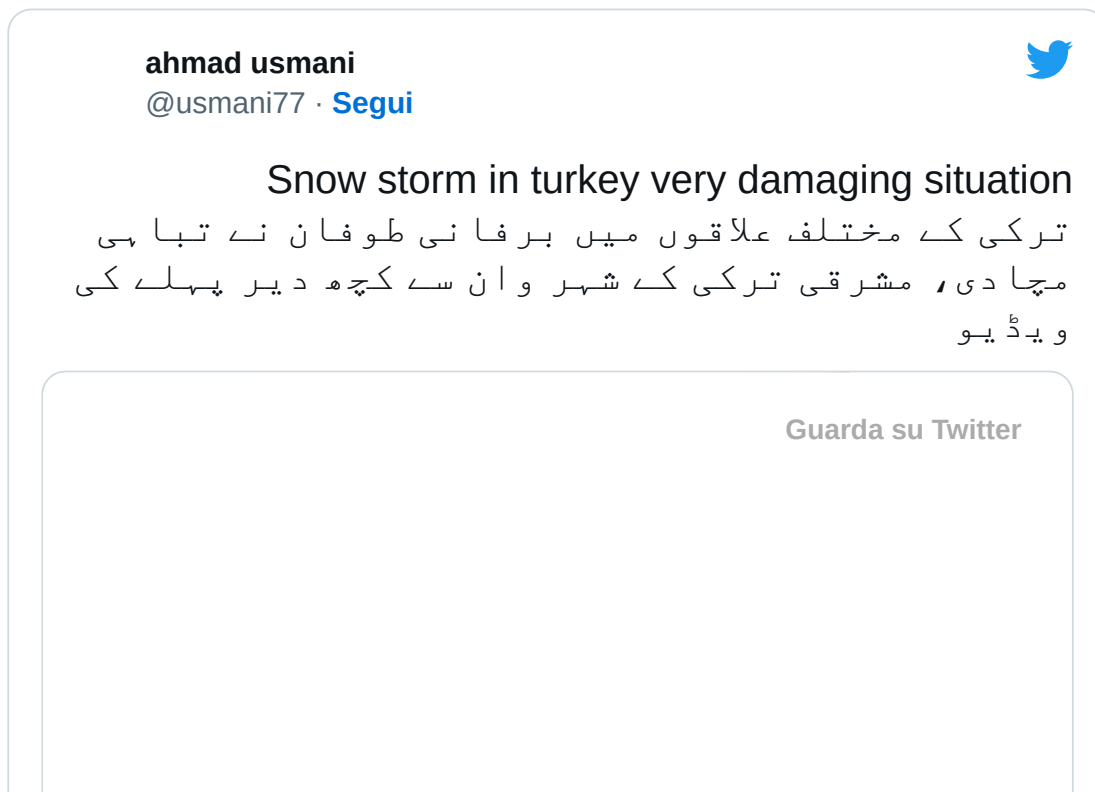 ahmad usmani
@usmani77 · Segui
Snow storm in turkey very damaging situation
ترکی کے مختلف علاقوں میں برفانی طوفان نے تباہی
مچادی، مشرقی ترکی کے شہر وان سے کچھ دیر پہلے کی
ویڈیو
Guarda su Twitter